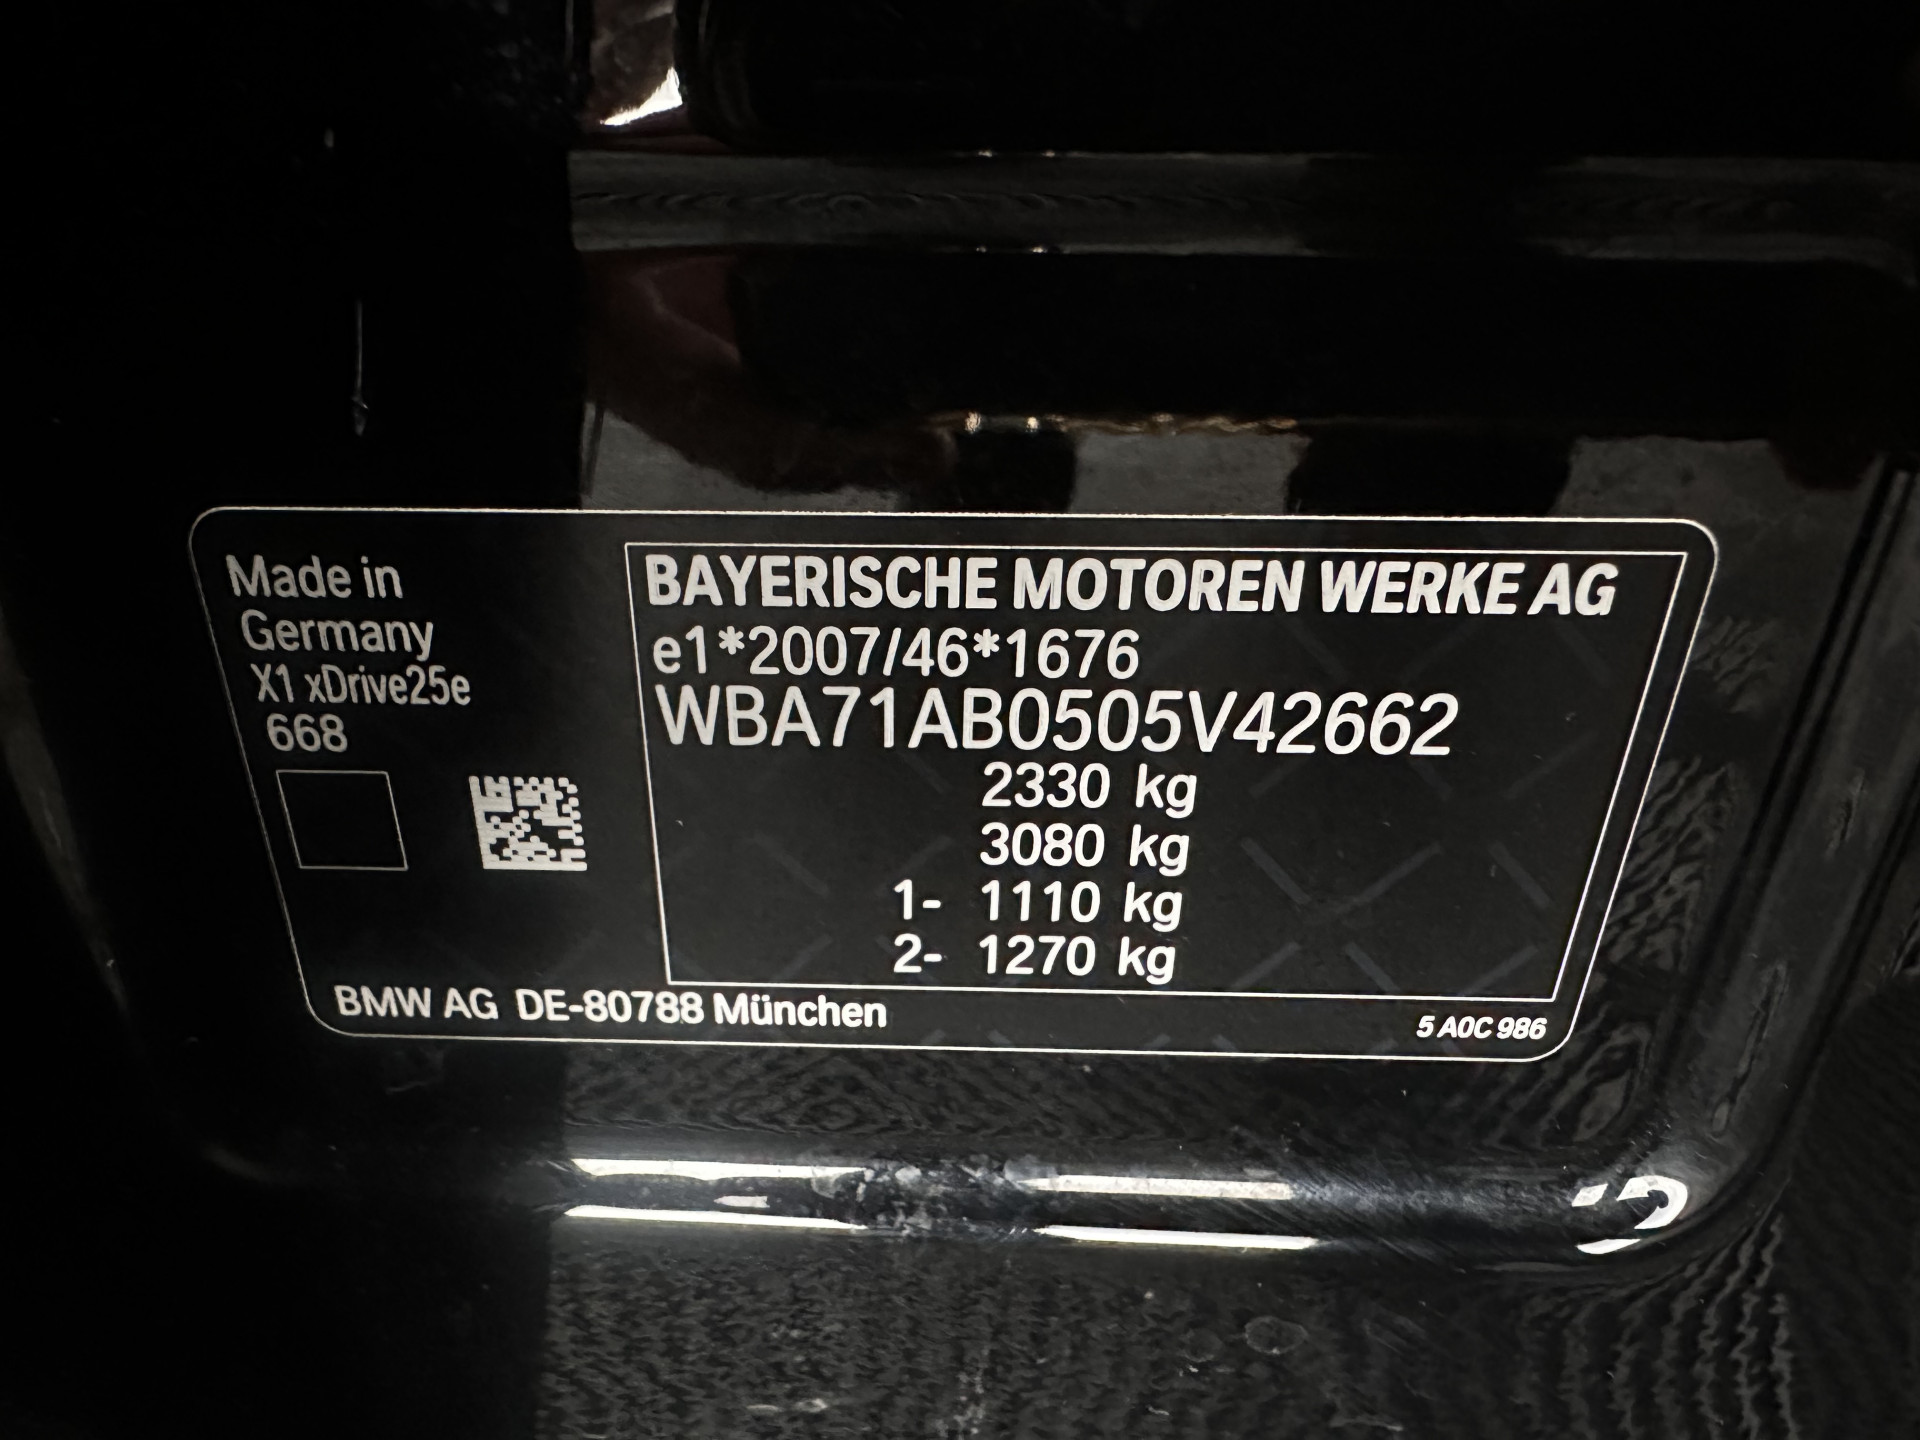 Made in
Germany
X1 xDrive25e
668
BAYERISCHE MOTOREN WERKE AG
e1*2007/46*1676
WBA71AB0505V42662
2330 kg
3080 kg
1- 1110 kg
2- 1270 kg
BMW AG DE-80788 München
5 A0C 986